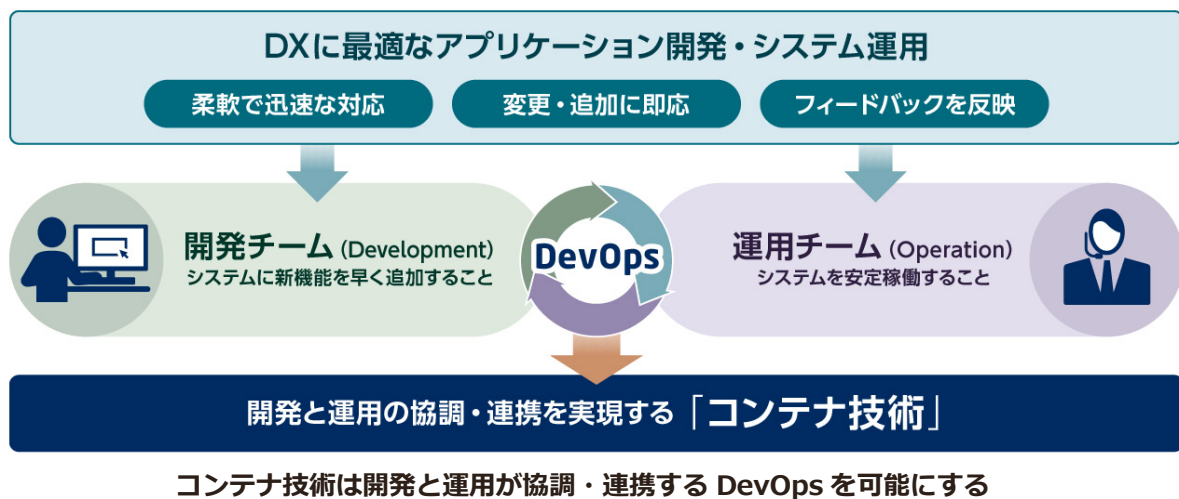 DXに最適なアプリケーション開発・システム運用
柔軟で迅速な対応
変更・追加に即応
フィードバックを反映
開発チーム (Development)
システムに新機能を早く追加すること
DevOps
運用チーム (Operation)
システムを安定稼働すること
開発と運用の協調・連携を実現する「コンテナ技術」
コンテナ技術は開発と運用が協調・連携する DevOps を可能にする